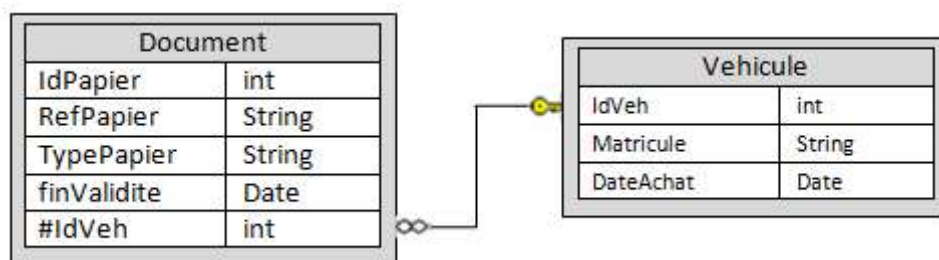 Document
IdPapier int
RefPapier String
TypePapier String
finValidite Date
#IdVeh int
Vehicule
IdVeh int
Matricule String
DateAchat Date